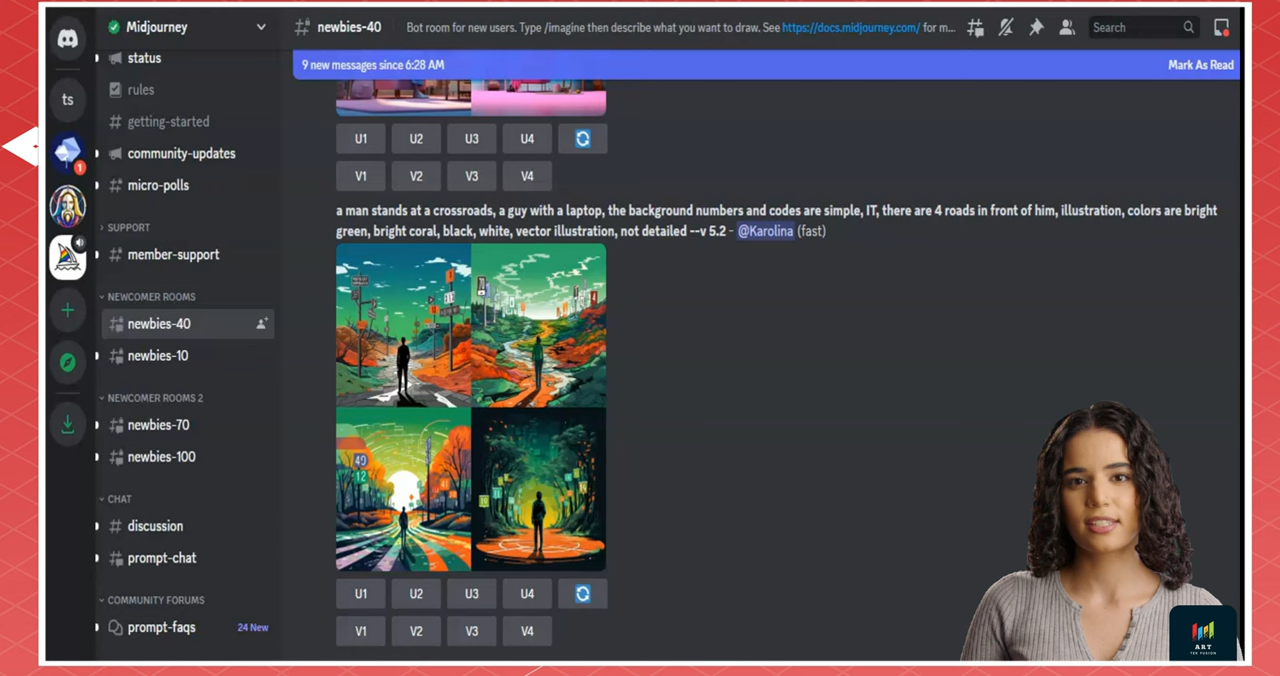 Midjourney
newbies-40
Bot room for new users. Type /imagine then describe what you want to draw. See https://docs.midjourney.com/ for m...
Search
9 new messages since 6:28 AM
Mark As Read
ts
1
status
rules
getting-started
community-updates
micro-polls
SUPPORT
member-support
NEWCOMER ROOMS
newbies-40
newbies-10
NEWCOMER ROOMS 2
newbies-70
newbies-100
CHAT
discussion
prompt-chat
COMMUNITY FORUMS
prompt-faqs
24 New
U1 U2 U3 U4
V1 V2 V3 V4
a man stands at a crossroads, a guy with a laptop, the background numbers and codes are simple, IT, there are 4 roads in front of him, illustration, colors are bright
green, bright coral, black, white, vector illustration, not detailed --v 5.2 - @Karolina (fast)
49
12
U1 U2 U3 U4
V1 V2 V3 V4
ART
TEK FUSION